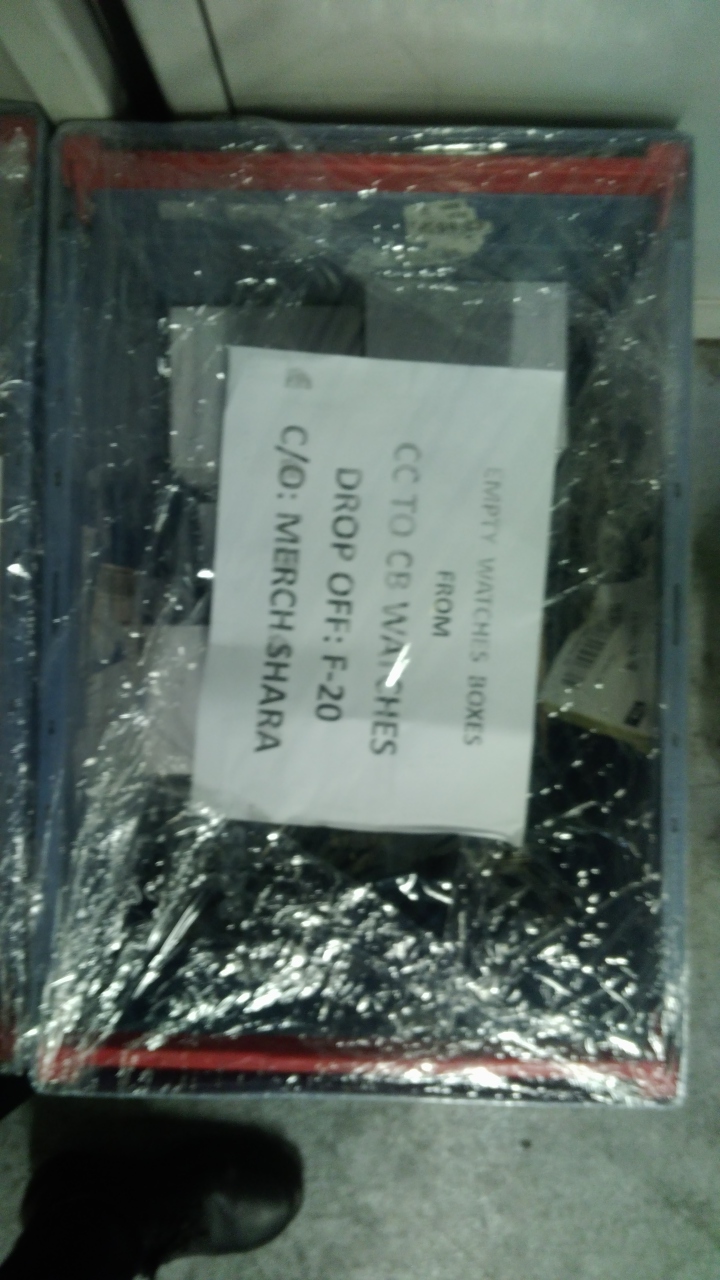 EMPTY WATCHES BOXES
FROM
CC TO CB WATCHES
DROP OFF: F-20
C/O: MERCH SHARA